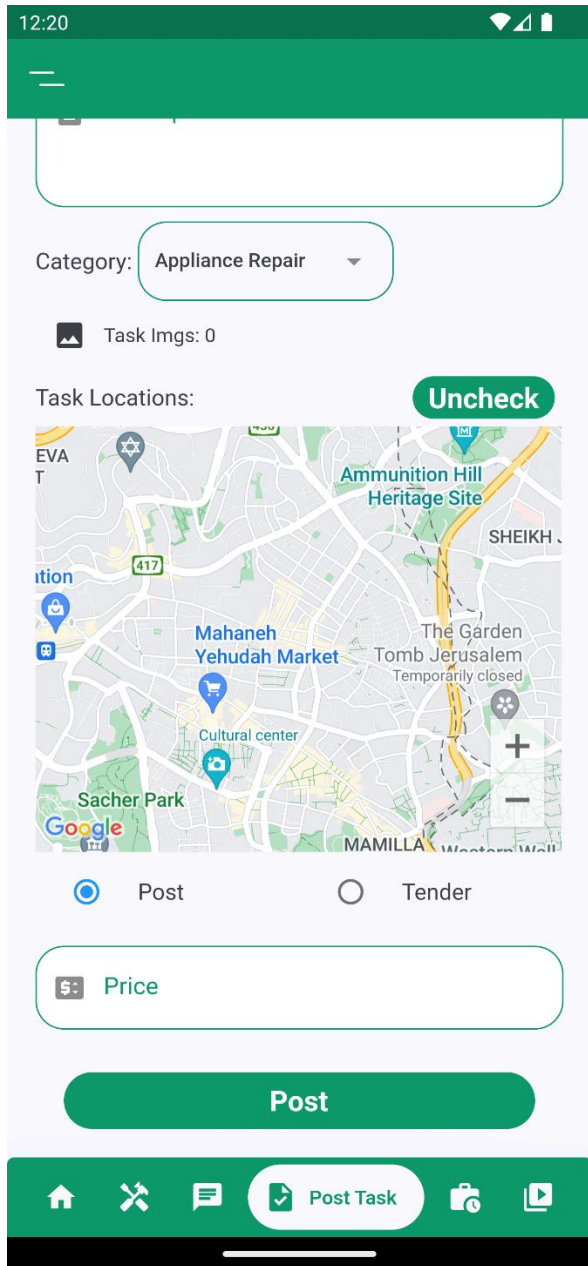 12:20
Category:
Appliance Repair
Task Imgs: 0
Task Locations:
Uncheck
EVA
T
Ammunition Hill
Heritage Site
SHEIKH
417
Mahaneh
Yehudah Market
The Garden
Tomb Jerusalem
Temporarily closed
Cultural center
+
Sacher Park
−
Google
MAMILLA
Western Wall
Post
Tender
Price
Post
Post Task